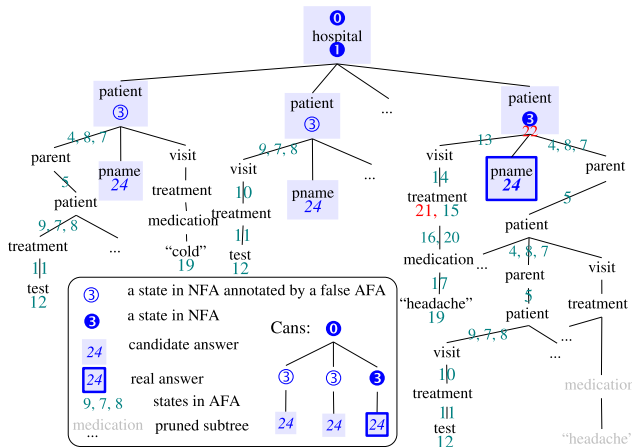 0
hospital
1
patient
3
patient
3
...
patient
3
22
4, 8, 7
parent
5
patient
9, 7, 8
treatment
11
test
12
...
pname
24
visit
treatment
medication
“cold”
19
9, 7, 8
visit
10
treatment
11
test
12
pname
24
...
13
visit
14
treatment
21, 15
16, 20
medication
17
“headache”
19
...
pname
24
4, 8, 7
parent
5
patient
4, 8, 7
parent
5
patient
9, 7, 8
visit
10
treatment
11
test
12
...
...
visit
treatment
medication
“headache”
3 a state in NFA annotated by a false AFA
3 a state in NFA
24 candidate answer
24 real answer
9, 7, 8 states in AFA
medication pruned subtree
...
Cans: 0
3 3 3
24 24 24